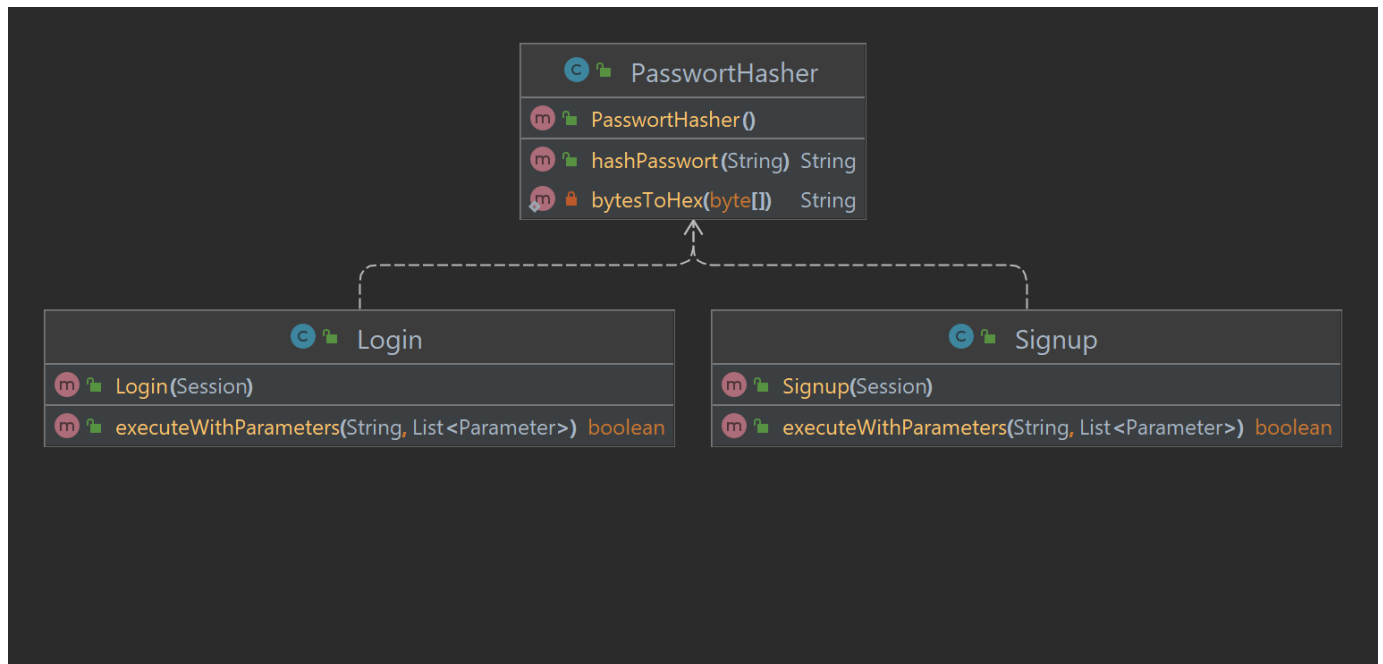 PasswortHasher
PasswortHasher()
hashPasswort(String) String
bytesToHex(byte[]) String
Login
Login(Session)
executeWithParameters(String, List<Parameter>) boolean
Signup
Signup(Session)
executeWithParameters(String, List<Parameter>) boolean